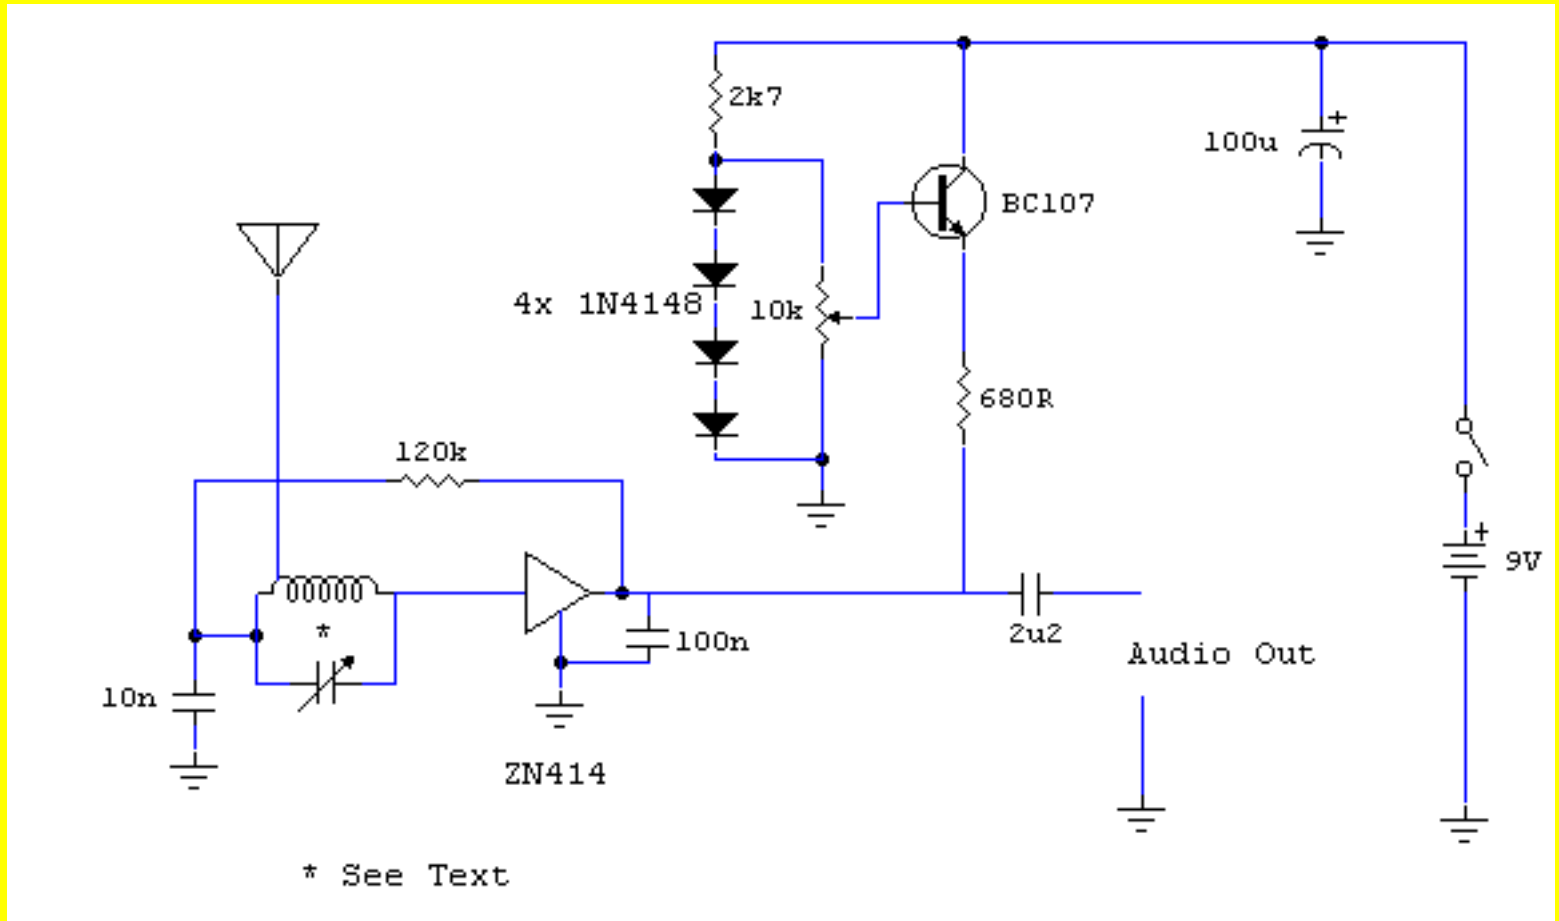 2k7
+
100u
BC107
4x 1N4148
10k
680R
120k
+
9V
*
100n
2u2
Audio Out
10n
ZN414
* See Text